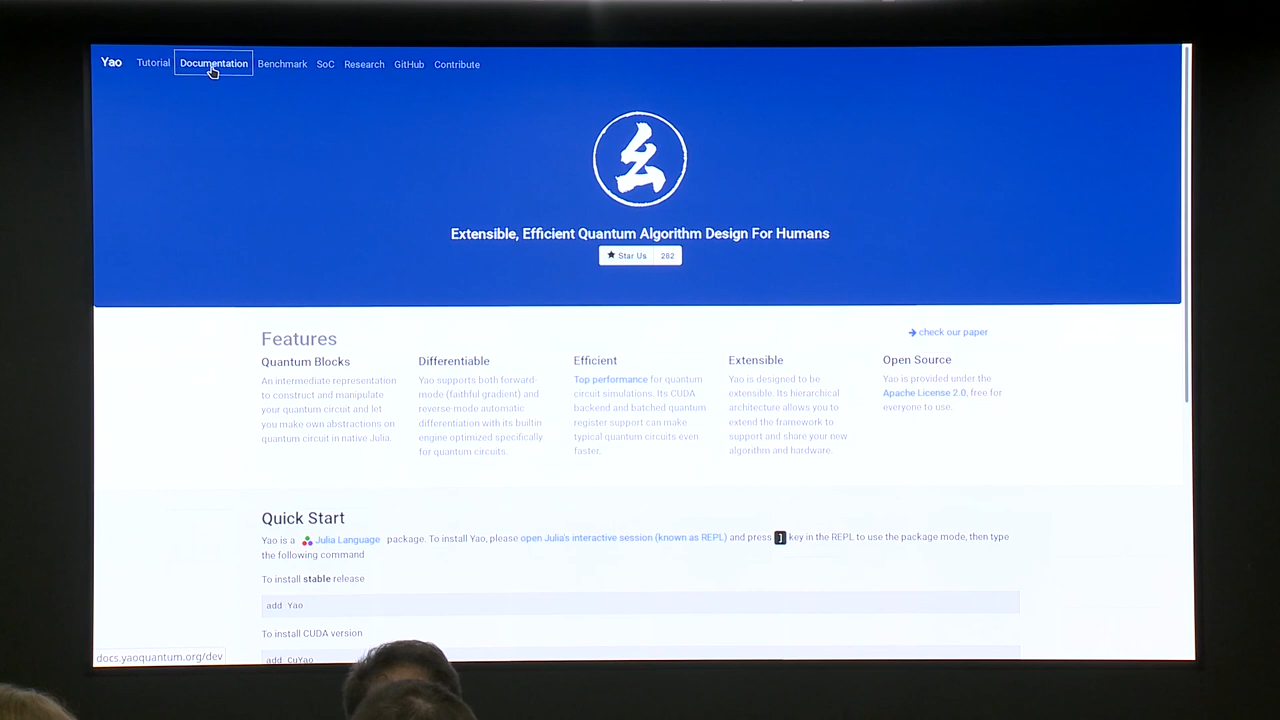 Yao Tutorial Documentation Benchmark SoC Research GitHub Contribute
幺
Extensible, Efficient Quantum Algorithm Design For Humans
Star Us 282
Features
check our paper
Quantum Blocks
An intermediate representation
to construct and manipulate
your quantum circuit and let
you make own abstractions on
quantum circuit in native Julia.
Differentiable
Yao supports both forward-
mode (faithful gradient) and
reverse-mode automatic
differentiation with its builtin
engine optimized specifically
for quantum circuits.
Efficient
Top performance for quantum
circuit simulations. Its CUDA
backend and batched quantum
register support can make
typical quantum circuits even
faster.
Extensible
Yao is designed to be
extensible. Its hierarchical
architecture allows you to
extend the framework to
support and share your new
algorithm and hardware.
Open Source
Yao is provided under the
Apache License 2.0, free for
everyone to use.
Quick Start
Yao is a Julia Language package. To install Yao, please open Julia's interactive session (known as REPL) and press ] key in the REPL to use the package mode, then type
the following command
To install stable release
add Yao
To install CUDA version
add CuYao
docs.yaoquantum.org/dev